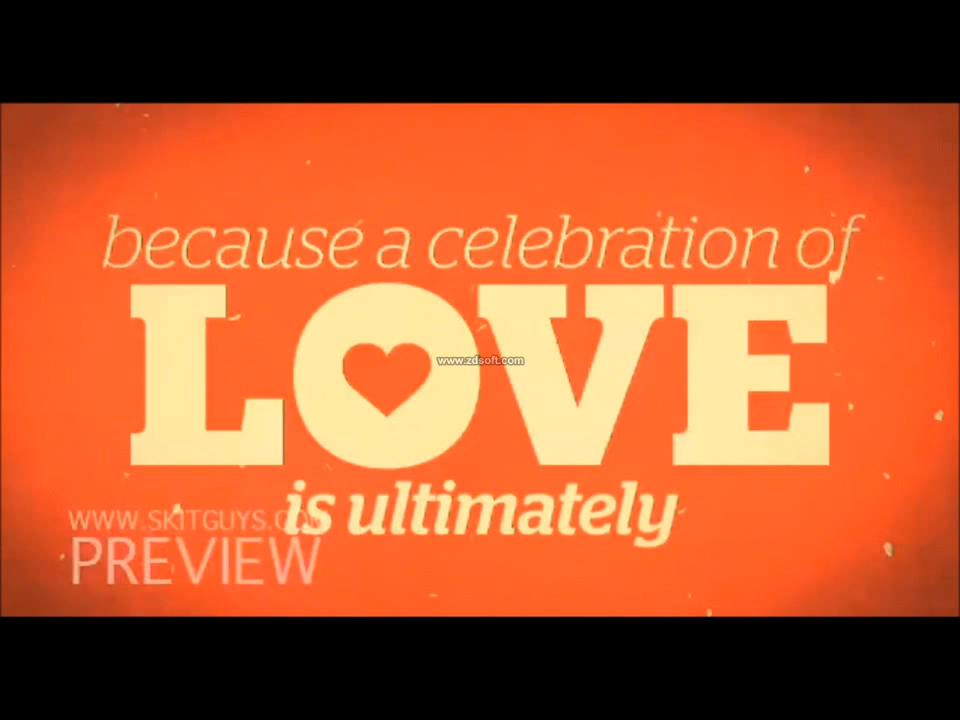 because a celebration of
LOVE
www.zdsoft.com
is ultimately
WWW.SKITGUYS.COM
PREVIEW